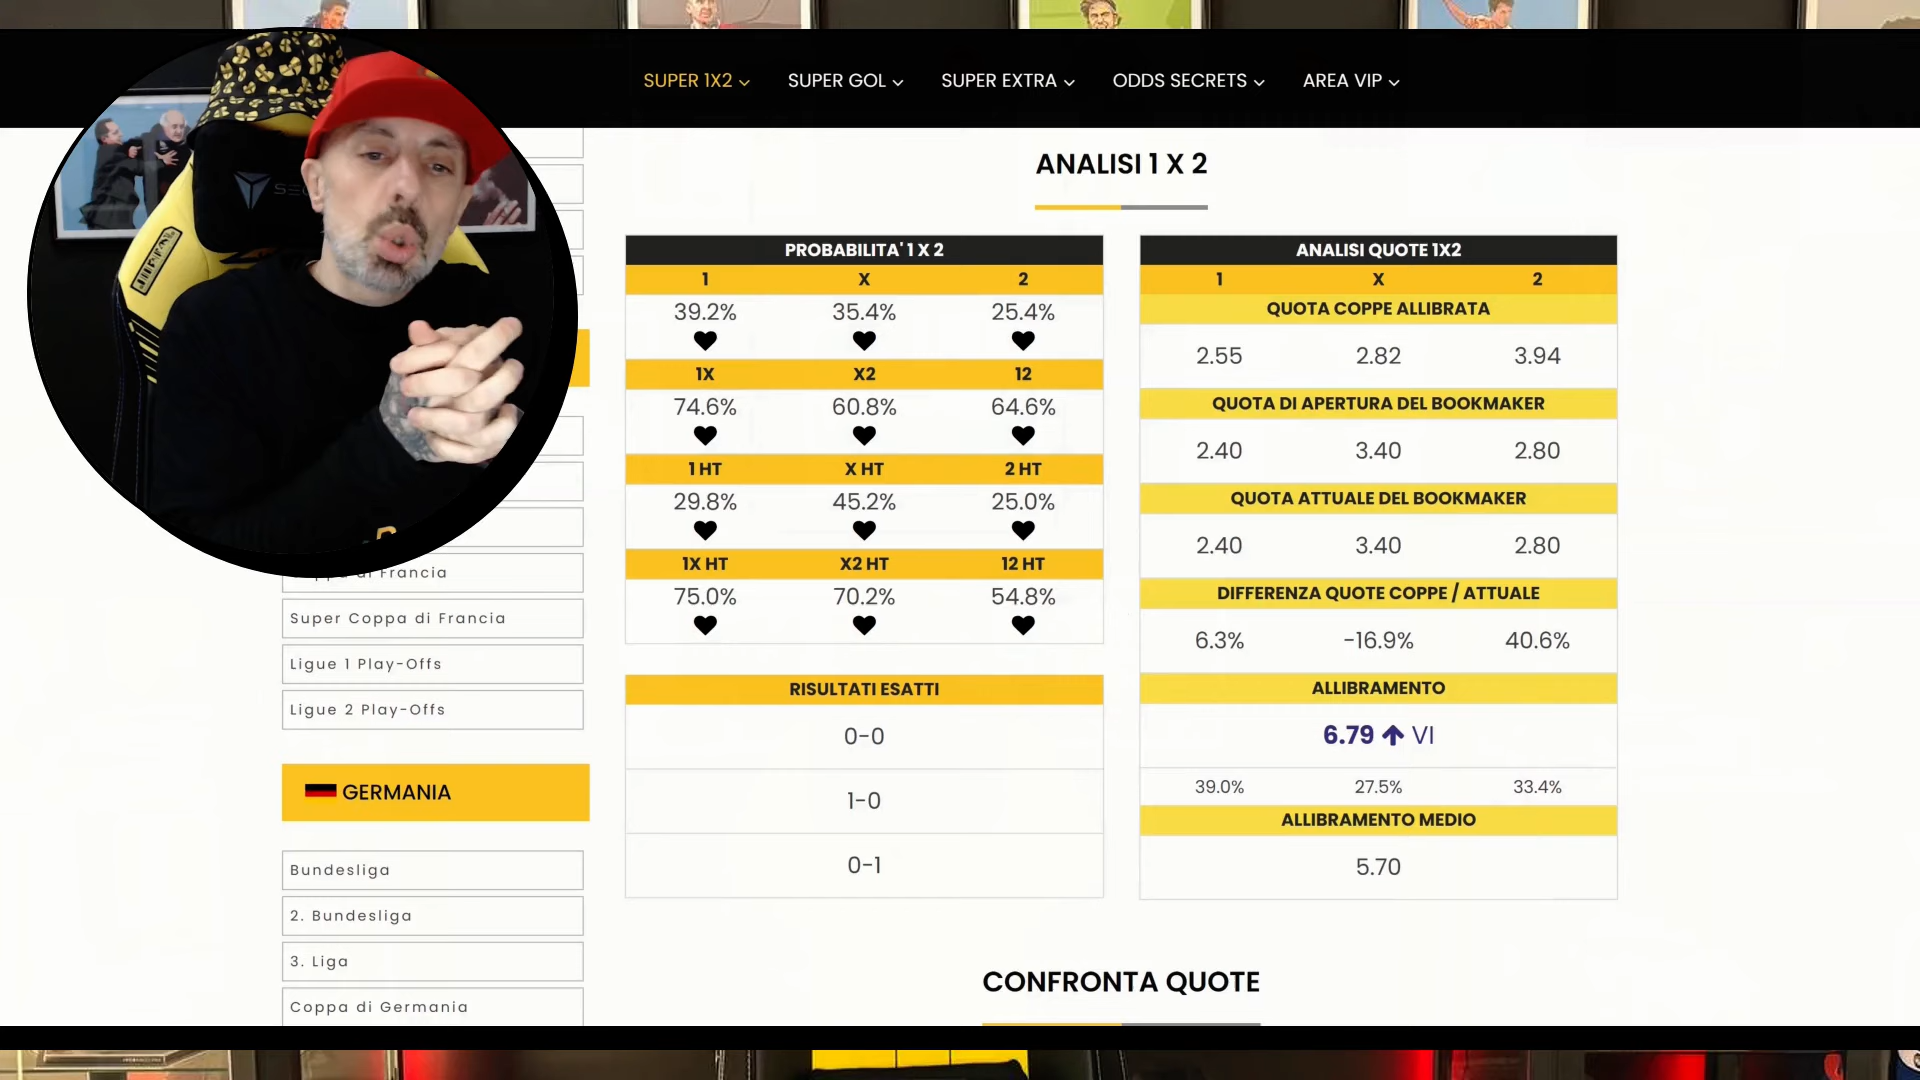 SUPER 1X2 SUPER GOL SUPER EXTRA ODDS SECRETS AREA VIP
Francia
Super Coppa di Francia
Ligue 1 Play-Offs
Ligue 2 Play-Offs
GERMANIA
Bundesliga
2. Bundesliga
3. Liga
Coppa di Germania
ANALISI 1 X 2
PROBABILITA' 1 X 2
1 X 2
39.2% 35.4% 25.4%
1X X2 12
74.6% 60.8% 64.6%
1 HT X HT 2 HT
29.8% 45.2% 25.0%
1X HT X2 HT 12 HT
75.0% 70.2% 54.8%
RISULTATI ESATTI
0-0
1-0
0-1
ANALISI QUOTE 1X2
1 X 2
QUOTA COPPE ALLIBRATA
2.55 2.82 3.94
QUOTA DI APERTURA DEL BOOKMAKER
2.40 3.40 2.80
QUOTA ATTUALE DEL BOOKMAKER
2.40 3.40 2.80
DIFFERENZA QUOTE COPPE / ATTUALE
6.3% -16.9% 40.6%
ALLIBRAMENTO
6.79 VI
39.0% 27.5% 33.4%
ALLIBRAMENTO MEDIO
5.70
CONFRONTA QUOTE